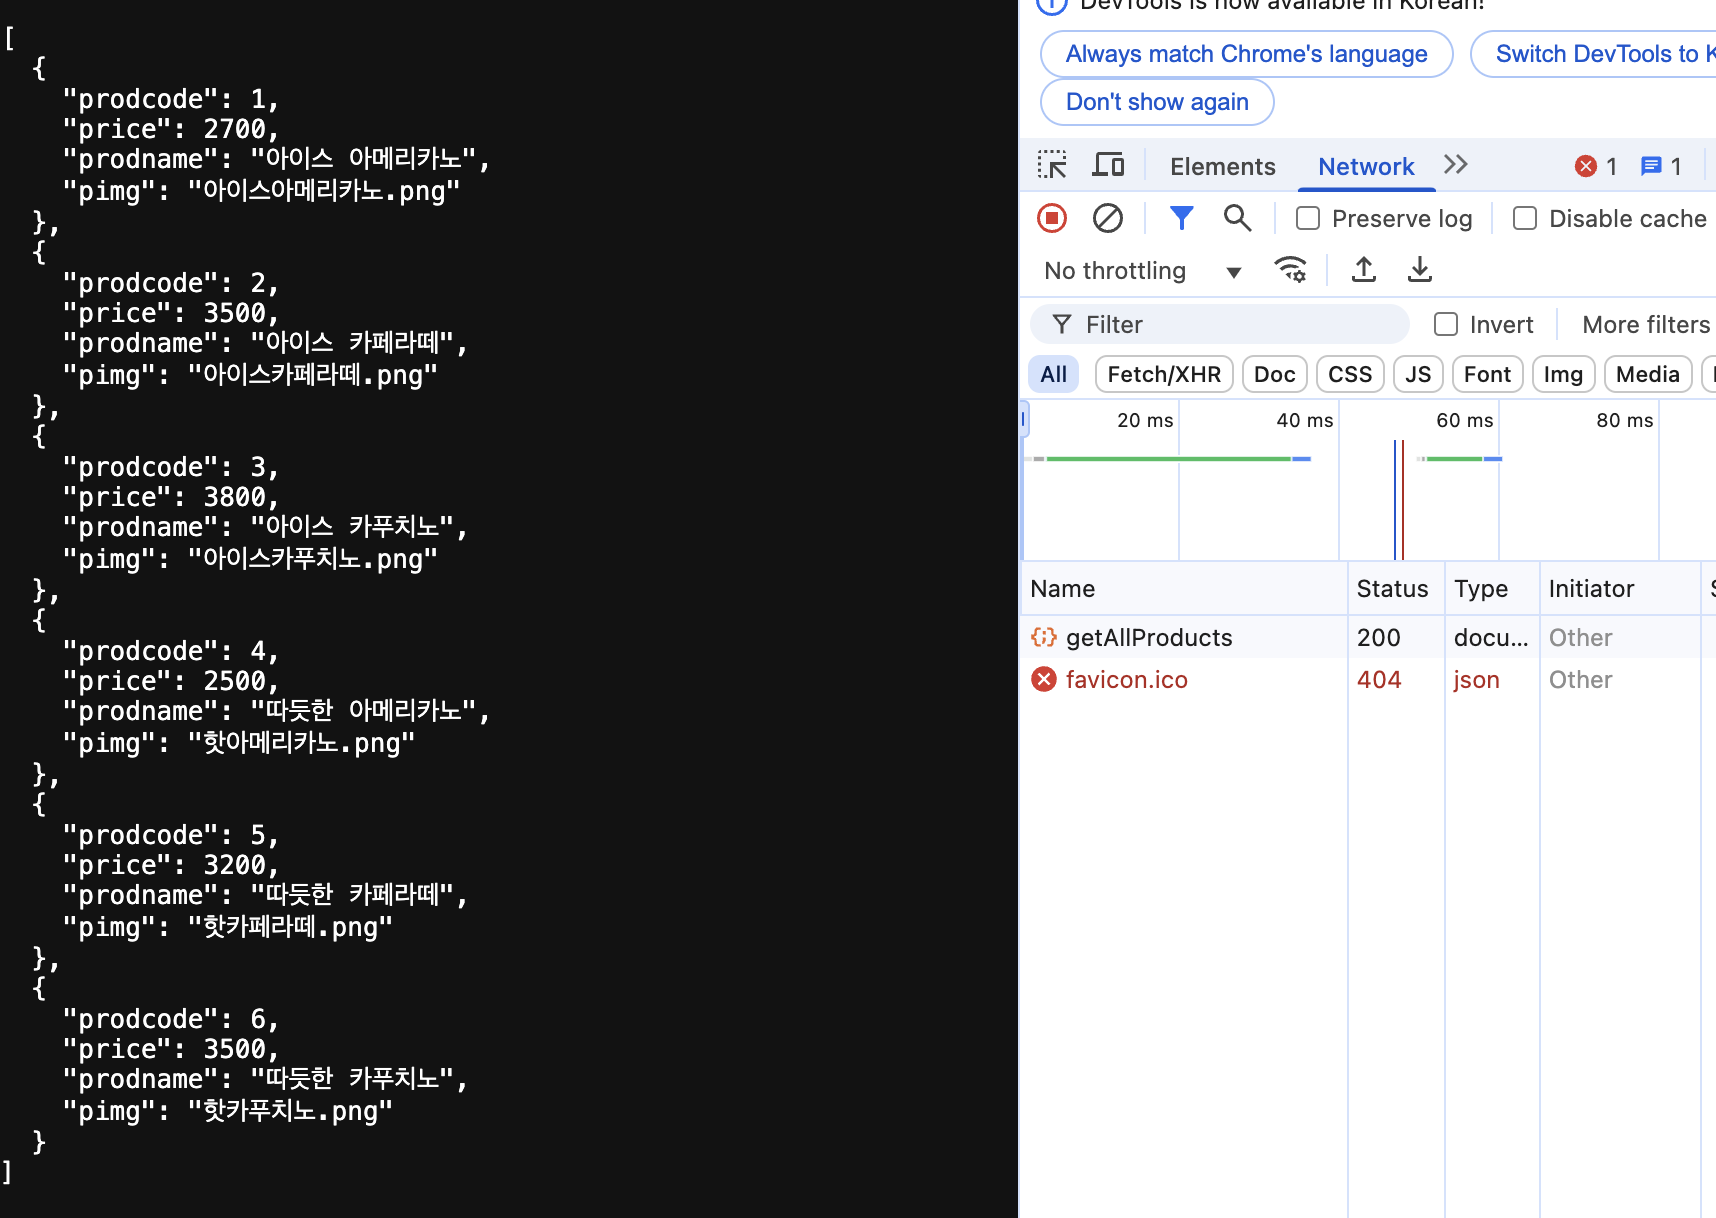 [
{
"prodcode": 1,
"price": 2700,
"prodname": "아이스 아메리카노",
"pimg": "아이스아메리카노.png"
},
{
"prodcode": 2,
"price": 3500,
"prodname": "아이스 카페라떼",
"pimg": "아이스카페라떼.png"
},
{
"prodcode": 3,
"price": 3800,
"prodname": "아이스 카푸치노",
"pimg": "아이스카푸치노.png"
},
{
"prodcode": 4,
"price": 2500,
"prodname": "따듯한 아메리카노",
"pimg": "핫아메리카노.png"
},
{
"prodcode": 5,
"price": 3200,
"prodname": "따듯한 카페라떼",
"pimg": "핫카페라떼.png"
},
{
"prodcode": 6,
"price": 3500,
"prodname": "따듯한 카푸치노",
"pimg": "핫카푸치노.png"
}
]
DevTools is now available in Korean!
Always match Chrome's language
Switch DevTools to
Don't show again
Elements Network 1 1
Preserve log Disable cache
No throttling
Filter Invert More filters
All Fetch/XHR Doc CSS JS Font Img Media
20 ms 40 ms 60 ms 80 ms
Name Status Type Initiator
getAllProducts 200 docu... Other
favicon.ico 404 json Other